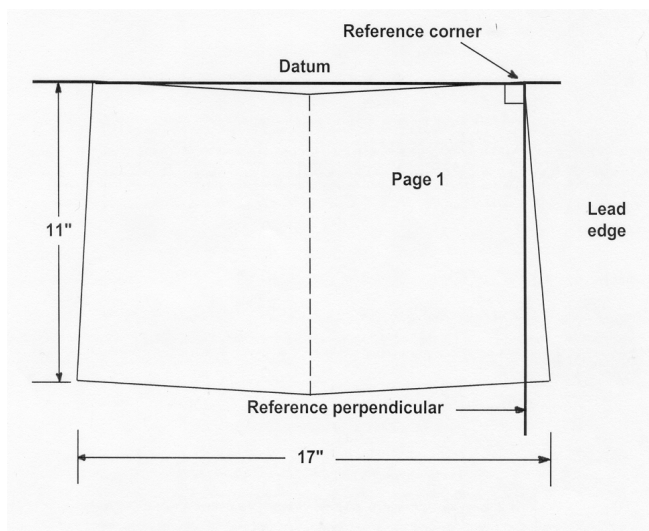 Reference corner
Datum
Page 1
Lead
edge
11"
Reference perpendicular
17"